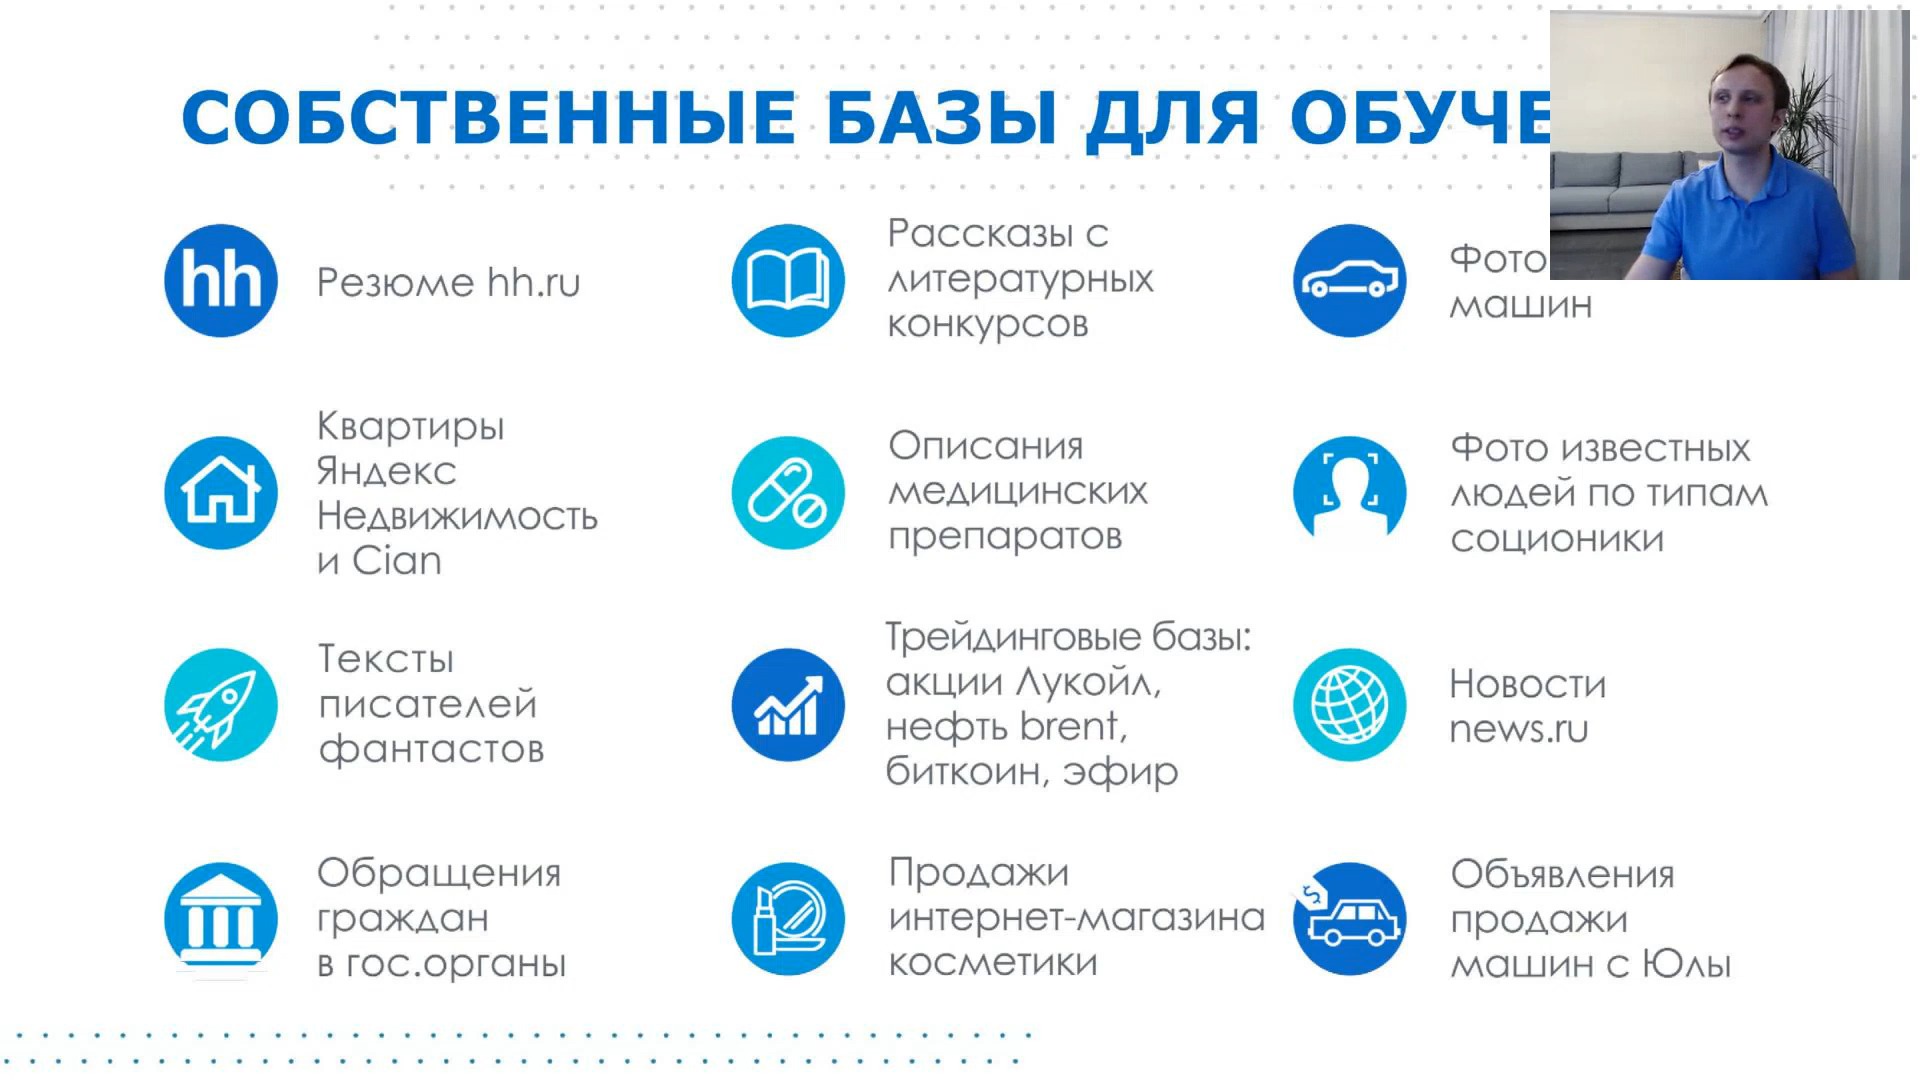 СОБСТВЕННЫЕ БАЗЫ ДЛЯ
hh
Резюме hh.ru
Рассказы с
литературных
конкурсов
Фото
машин
Квартиры
Яндекс
Недвижимость
и Cian
Описания
медицинских
препаратов
Фото известных
людей по типам
соционики
Тексты
писателей
фантастов
Трейдинговые базы:
акции Лукойл,
нефть brent,
биткоин, эфир
Новости
news.ru
Обращения
граждан
в гос.органы
Продажи
интернет-магазина
косметики
$
Объявления
продажи
машин с Юлы